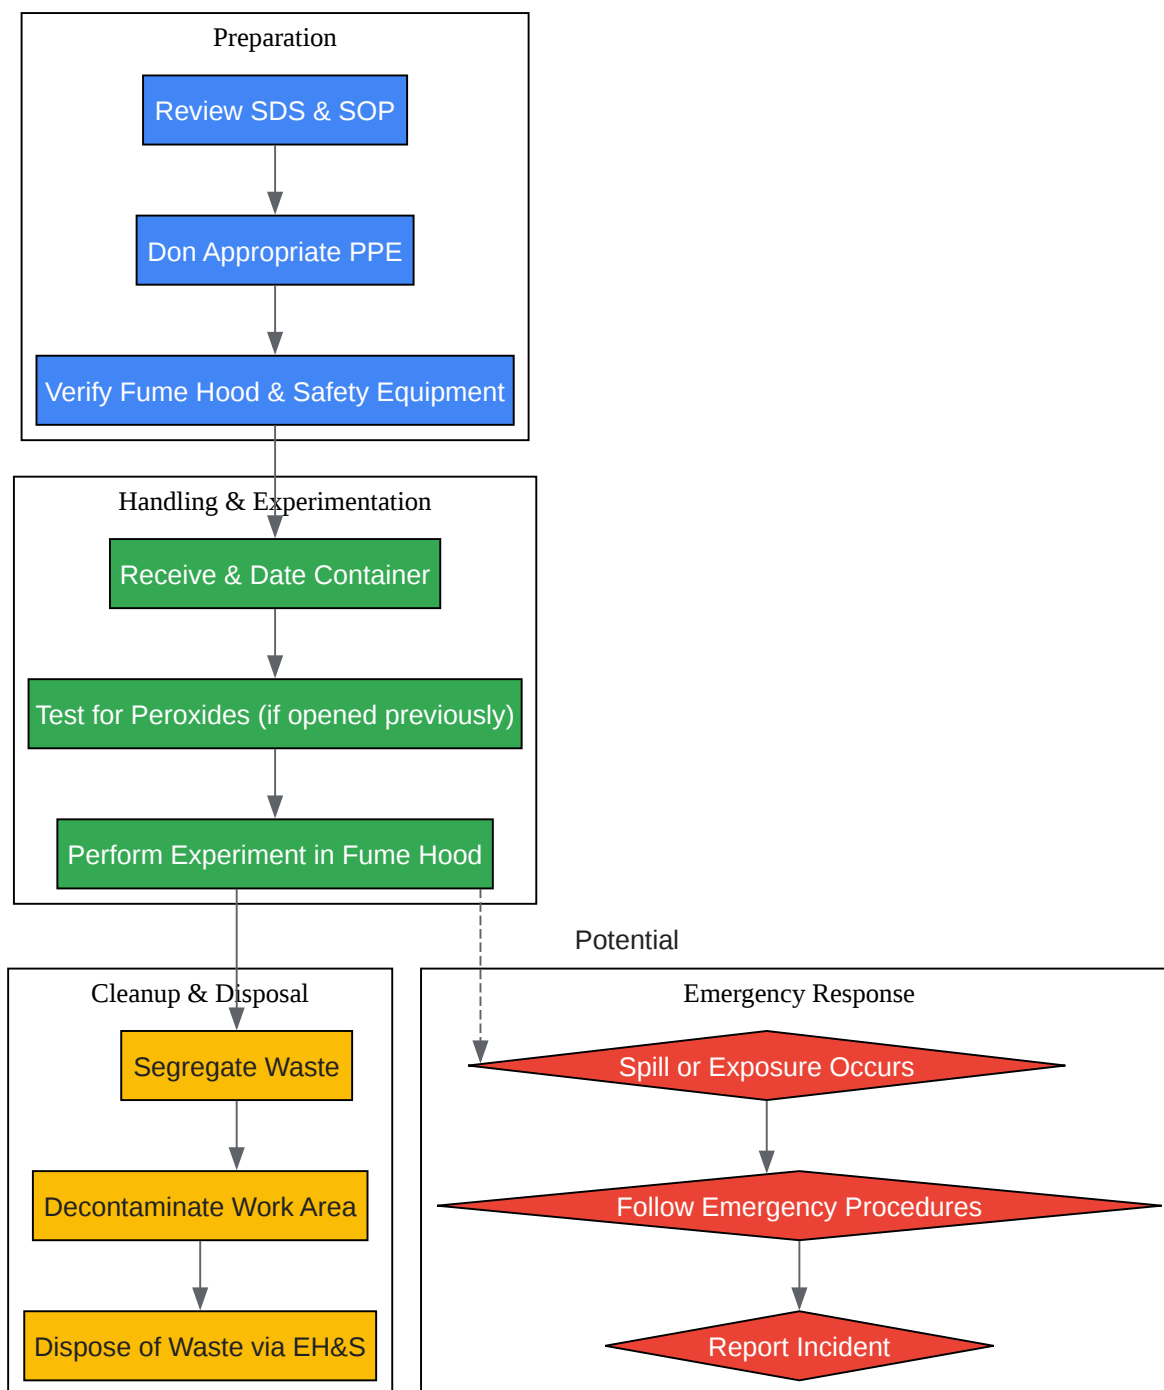 Preparation
Review SDS & SOP
Don Appropriate PPE
Verify Fume Hood & Safety Equipment
Handling & Experimentation
Receive & Date Container
Test for Peroxides (if opened previously)
Perform Experiment in Fume Hood
Potential
Cleanup & Disposal
Segregate Waste
Decontaminate Work Area
Dispose of Waste via EH&S
Emergency Response
Spill or Exposure Occurs
Follow Emergency Procedures
Report Incident